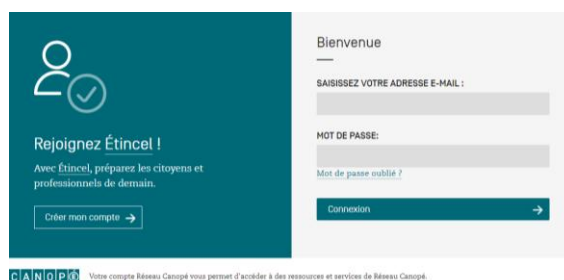 Rejoignez Étincel !
Avec Étincel, préparez les citoyens et
professionnels de demain.
Créer mon compte →
Bienvenue
SAISISSEZ VOTRE ADRESSE E-MAIL :
MOT DE PASSE:
Mot de passe oublié ?
Connexion →
CANOPÉ Votre compte Réseau Canopé vous permet d'accéder à des ressources et services de Réseau Canopé.